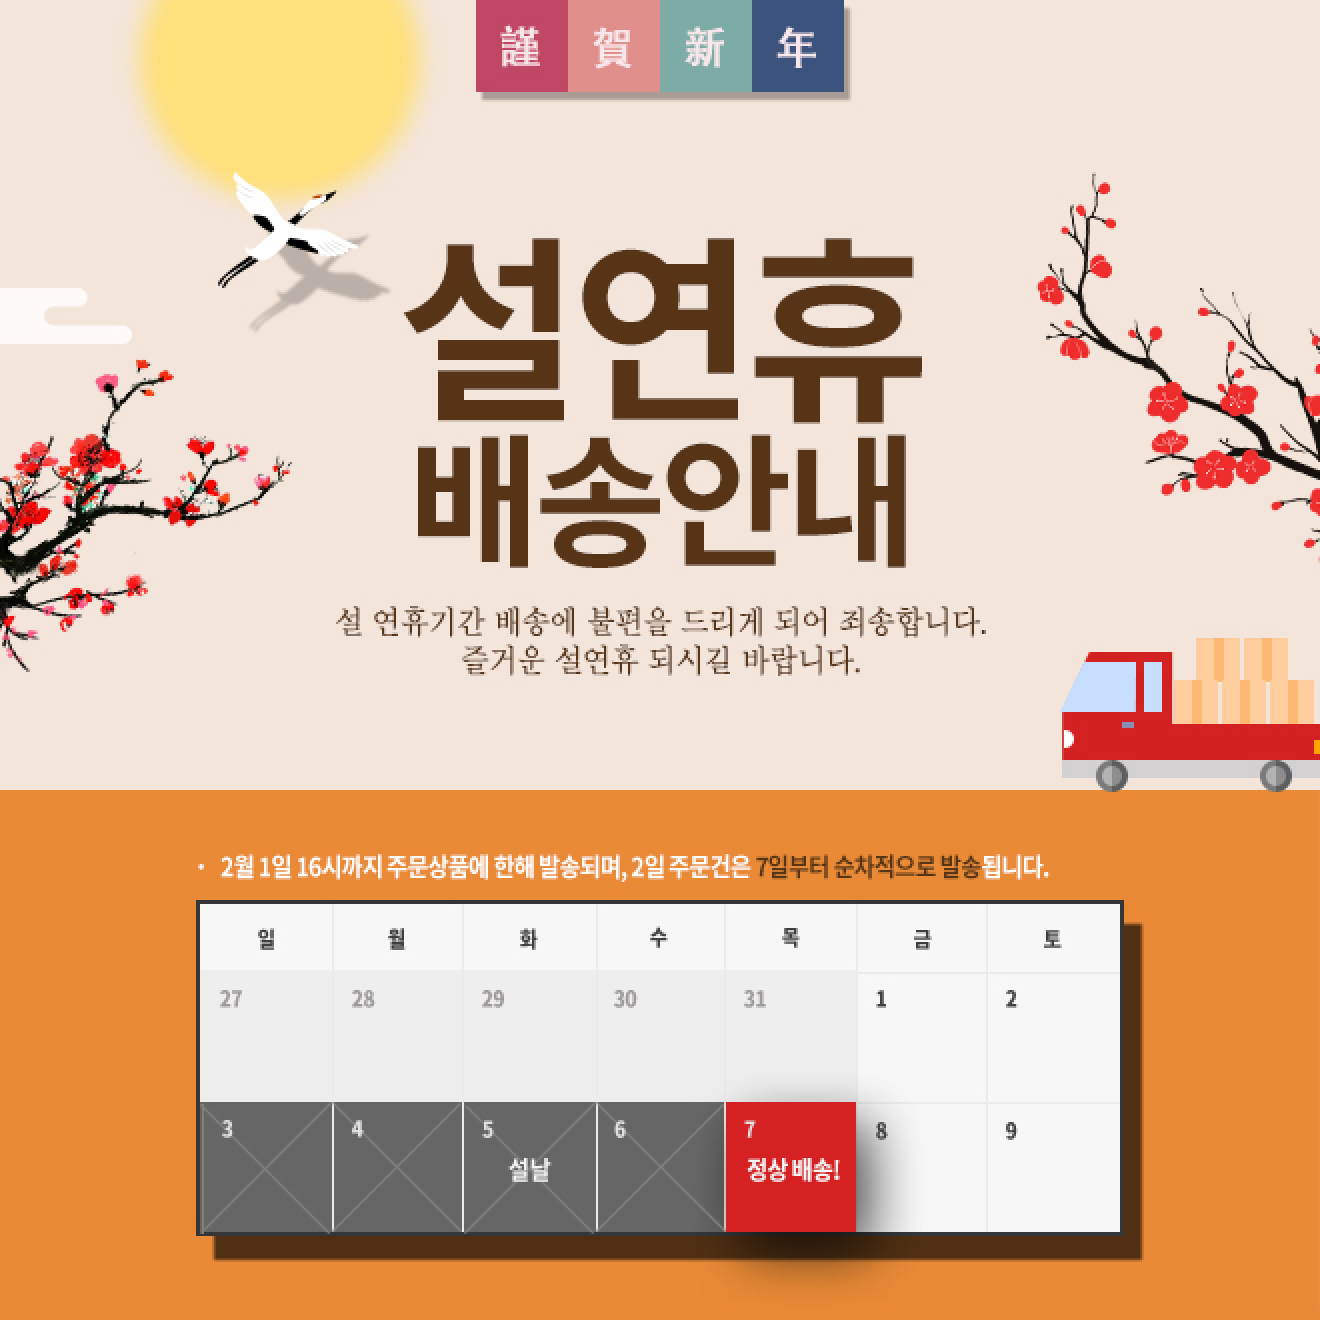 謹賀新年
설연휴
배송안내
설 연휴기간 배송에 불편을 드리게 되어 죄송합니다.
즐거운 설연휴 되시길 바랍니다.
· 2월 1일 16시까지 주문상품에 한해 발송되며, 2일 주문건은 7일부터 순차적으로 발송됩니다.
일 월 화 수 목 금 토
27 28 29 30 31 1 2
3 4 5 6 7 8 9
설날 정상 배송!